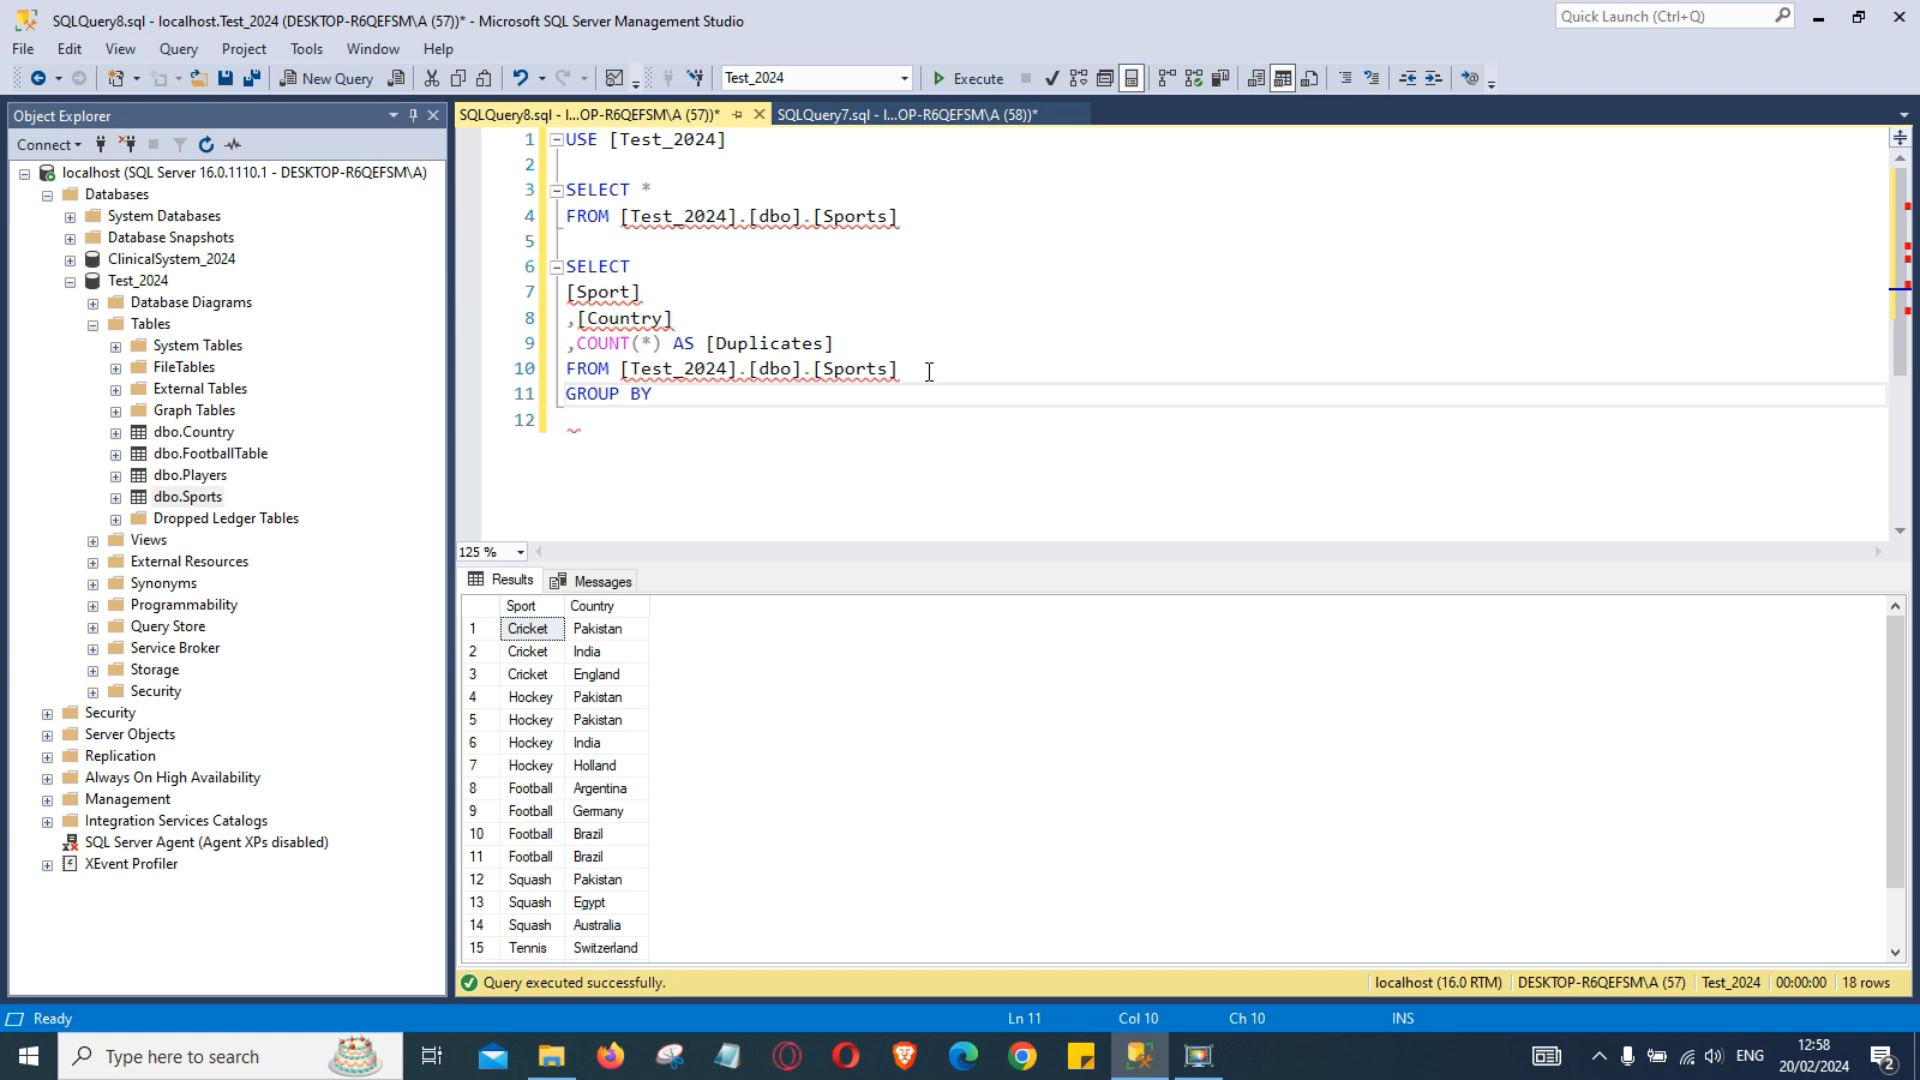 SQLQuery8.sql - localhost.Test_2024 (DESKTOP-R6QEFSM\A (57))* - Microsoft SQL Server Management Studio
Quick Launch (Ctrl+Q)
File Edit View Query Project Tools Window Help
New Query
Test_2024
Execute
Object Explorer
Connect
localhost (SQL Server 16.0.1110.1 - DESKTOP-R6QEFSM\A)
Databases
System Databases
Database Snapshots
ClinicalSystem_2024
Test_2024
Database Diagrams
Tables
System Tables
FileTables
External Tables
Graph Tables
dbo.Country
dbo.FootballTable
dbo.Players
dbo.Sports
Dropped Ledger Tables
Views
External Resources
Synonyms
Programmability
Query Store
Service Broker
Storage
Security
Security
Server Objects
Replication
Always On High Availability
Management
Integration Services Catalogs
SQL Server Agent (Agent XPs disabled)
XEvent Profiler
SQLQuery8.sql - l...OP-R6QEFSM\A (57))* SQLQuery7.sql - l...OP-R6QEFSM\A (58))*
1 USE [Test_2024]
2
3 SELECT *
4 FROM [Test_2024].[dbo].[Sports]
5
6 SELECT
7 [Sport]
8 ,[Country]
9 ,COUNT(*) AS [Duplicates]
10 FROM [Test_2024].[dbo].[Sports]
11 GROUP BY
12
125 %
Results Messages
Sport Country
1 Cricket Pakistan
2 Cricket India
3 Cricket England
4 Hockey Pakistan
5 Hockey Pakistan
6 Hockey India
7 Hockey Holland
8 Football Argentina
9 Football Germany
10 Football Brazil
11 Football Brazil
12 Squash Pakistan
13 Squash Egypt
14 Squash Australia
15 Tennis Switzerland
Query executed successfully. localhost (16.0 RTM) DESKTOP-R6QEFSM\A (57) Test_2024 00:00:00 18 rows
Ready Ln 11 Col 10 Ch 10 INS
Type here to search
ENG
12:58
20/02/2024
2